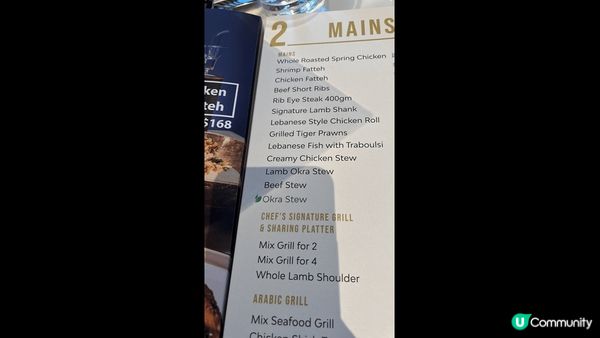 2 MAINS
MAINS
Whole Roasted Spring Chicken
Shrimp Fatteh
Chicken Fatteh
Beef Short Ribs
Rib Eye Steak 400gm
Signature Lamb Shank
Lebanese Style Chicken Roll
Grilled Tiger Prawns
Lebanese Fish with Traboulsi
Creamy Chicken Stew
Lamb Okra Stew
Beef Stew
Okra Stew
CHEF'S SIGNATURE GRILL
& SHARING PLATTER
Mix Grill for 2
Mix Grill for 4
Whole Lamb Shoulder
ARABIC GRILL
Mix Seafood Grill
Chicken
cken
teh
$168
U Community